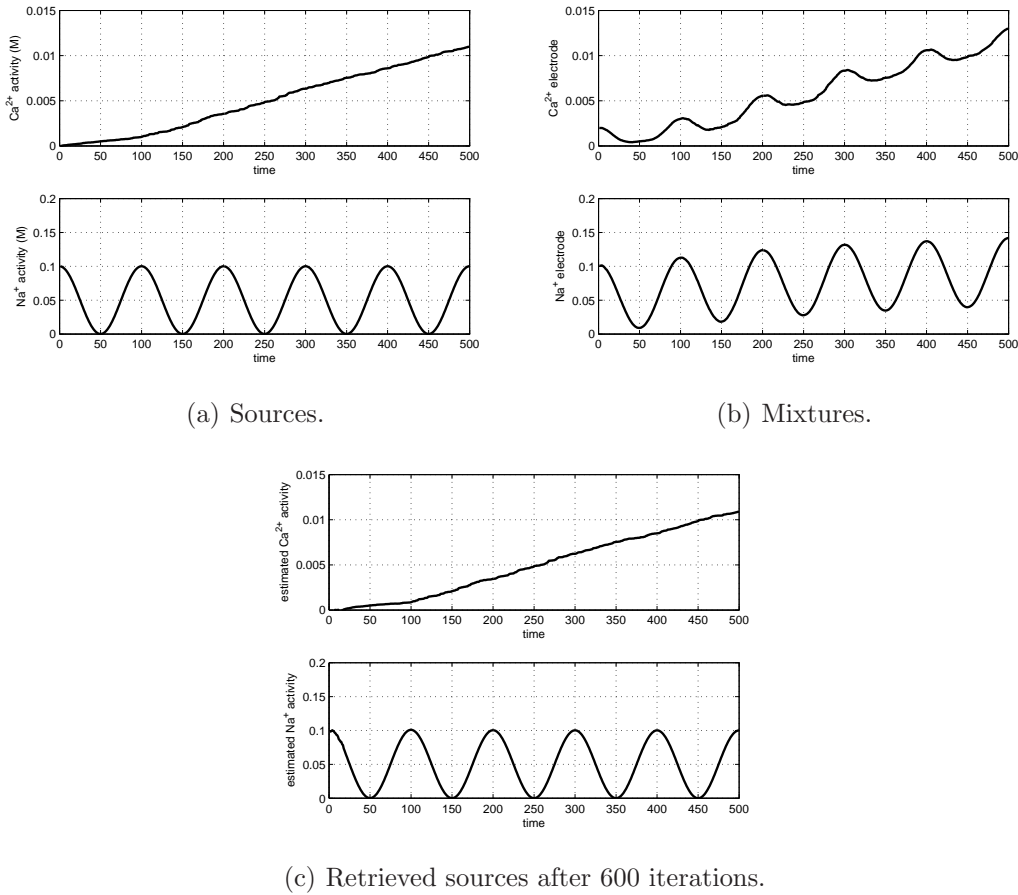 0.015
0.01
0.005
0
Ca²⁺ activity (M)
0 50 100 150 200 250 300 350 400 450 500
time
0.2
0.15
0.1
0.05
0
Na⁺ activity (M)
0 50 100 150 200 250 300 350 400 450 500
time
(a) Sources.
0.015
0.01
0.005
0
Ca²⁺ electrode
0 50 100 150 200 250 300 350 400 450 500
time
0.2
0.15
0.1
0.05
0
Na⁺ electrode
0 50 100 150 200 250 300 350 400 450 500
time
(b) Mixtures.
0.015
0.01
0.005
0
estimated Ca²⁺ activity
0 50 100 150 200 250 300 350 400 450 500
time
0.2
0.15
0.1
0.05
0
estimated Na⁺ activity
0 50 100 150 200 250 300 350 400 450 500
time
(c) Retrieved sources after 600 iterations.